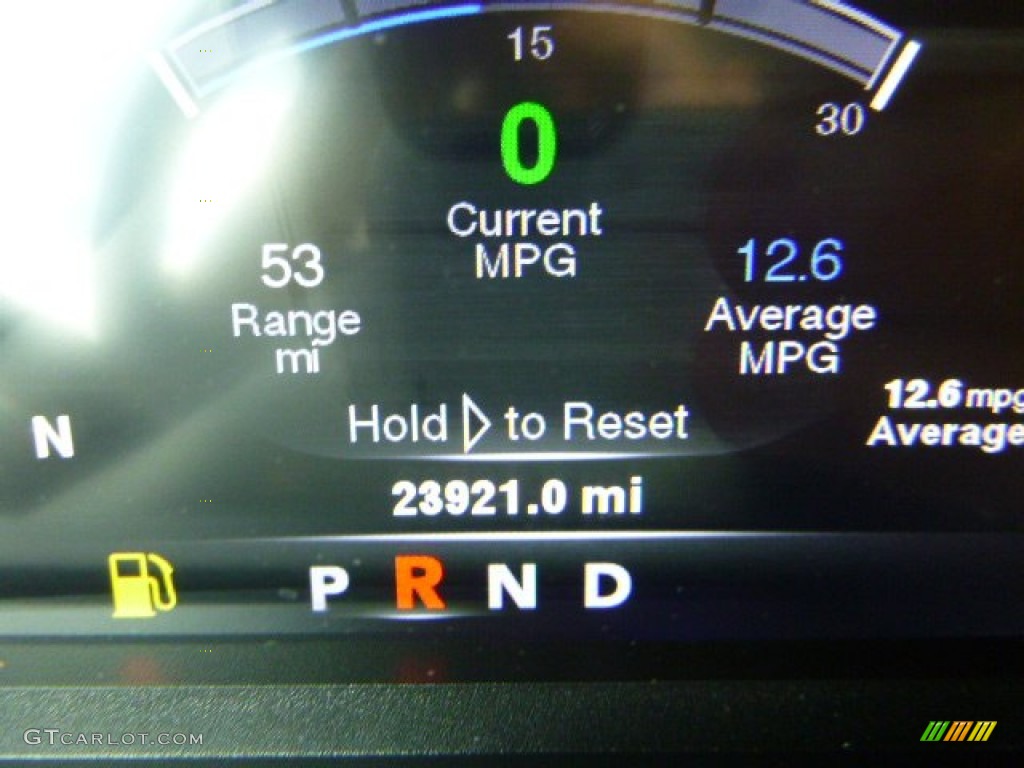 15
30
0
Current
MPG
53
Range
mi
12.6
Average
MPG
12.6 mpg
Average
Hold ▷ to Reset
N
23921.0 mi
P R N D
GTCARLOT.COM